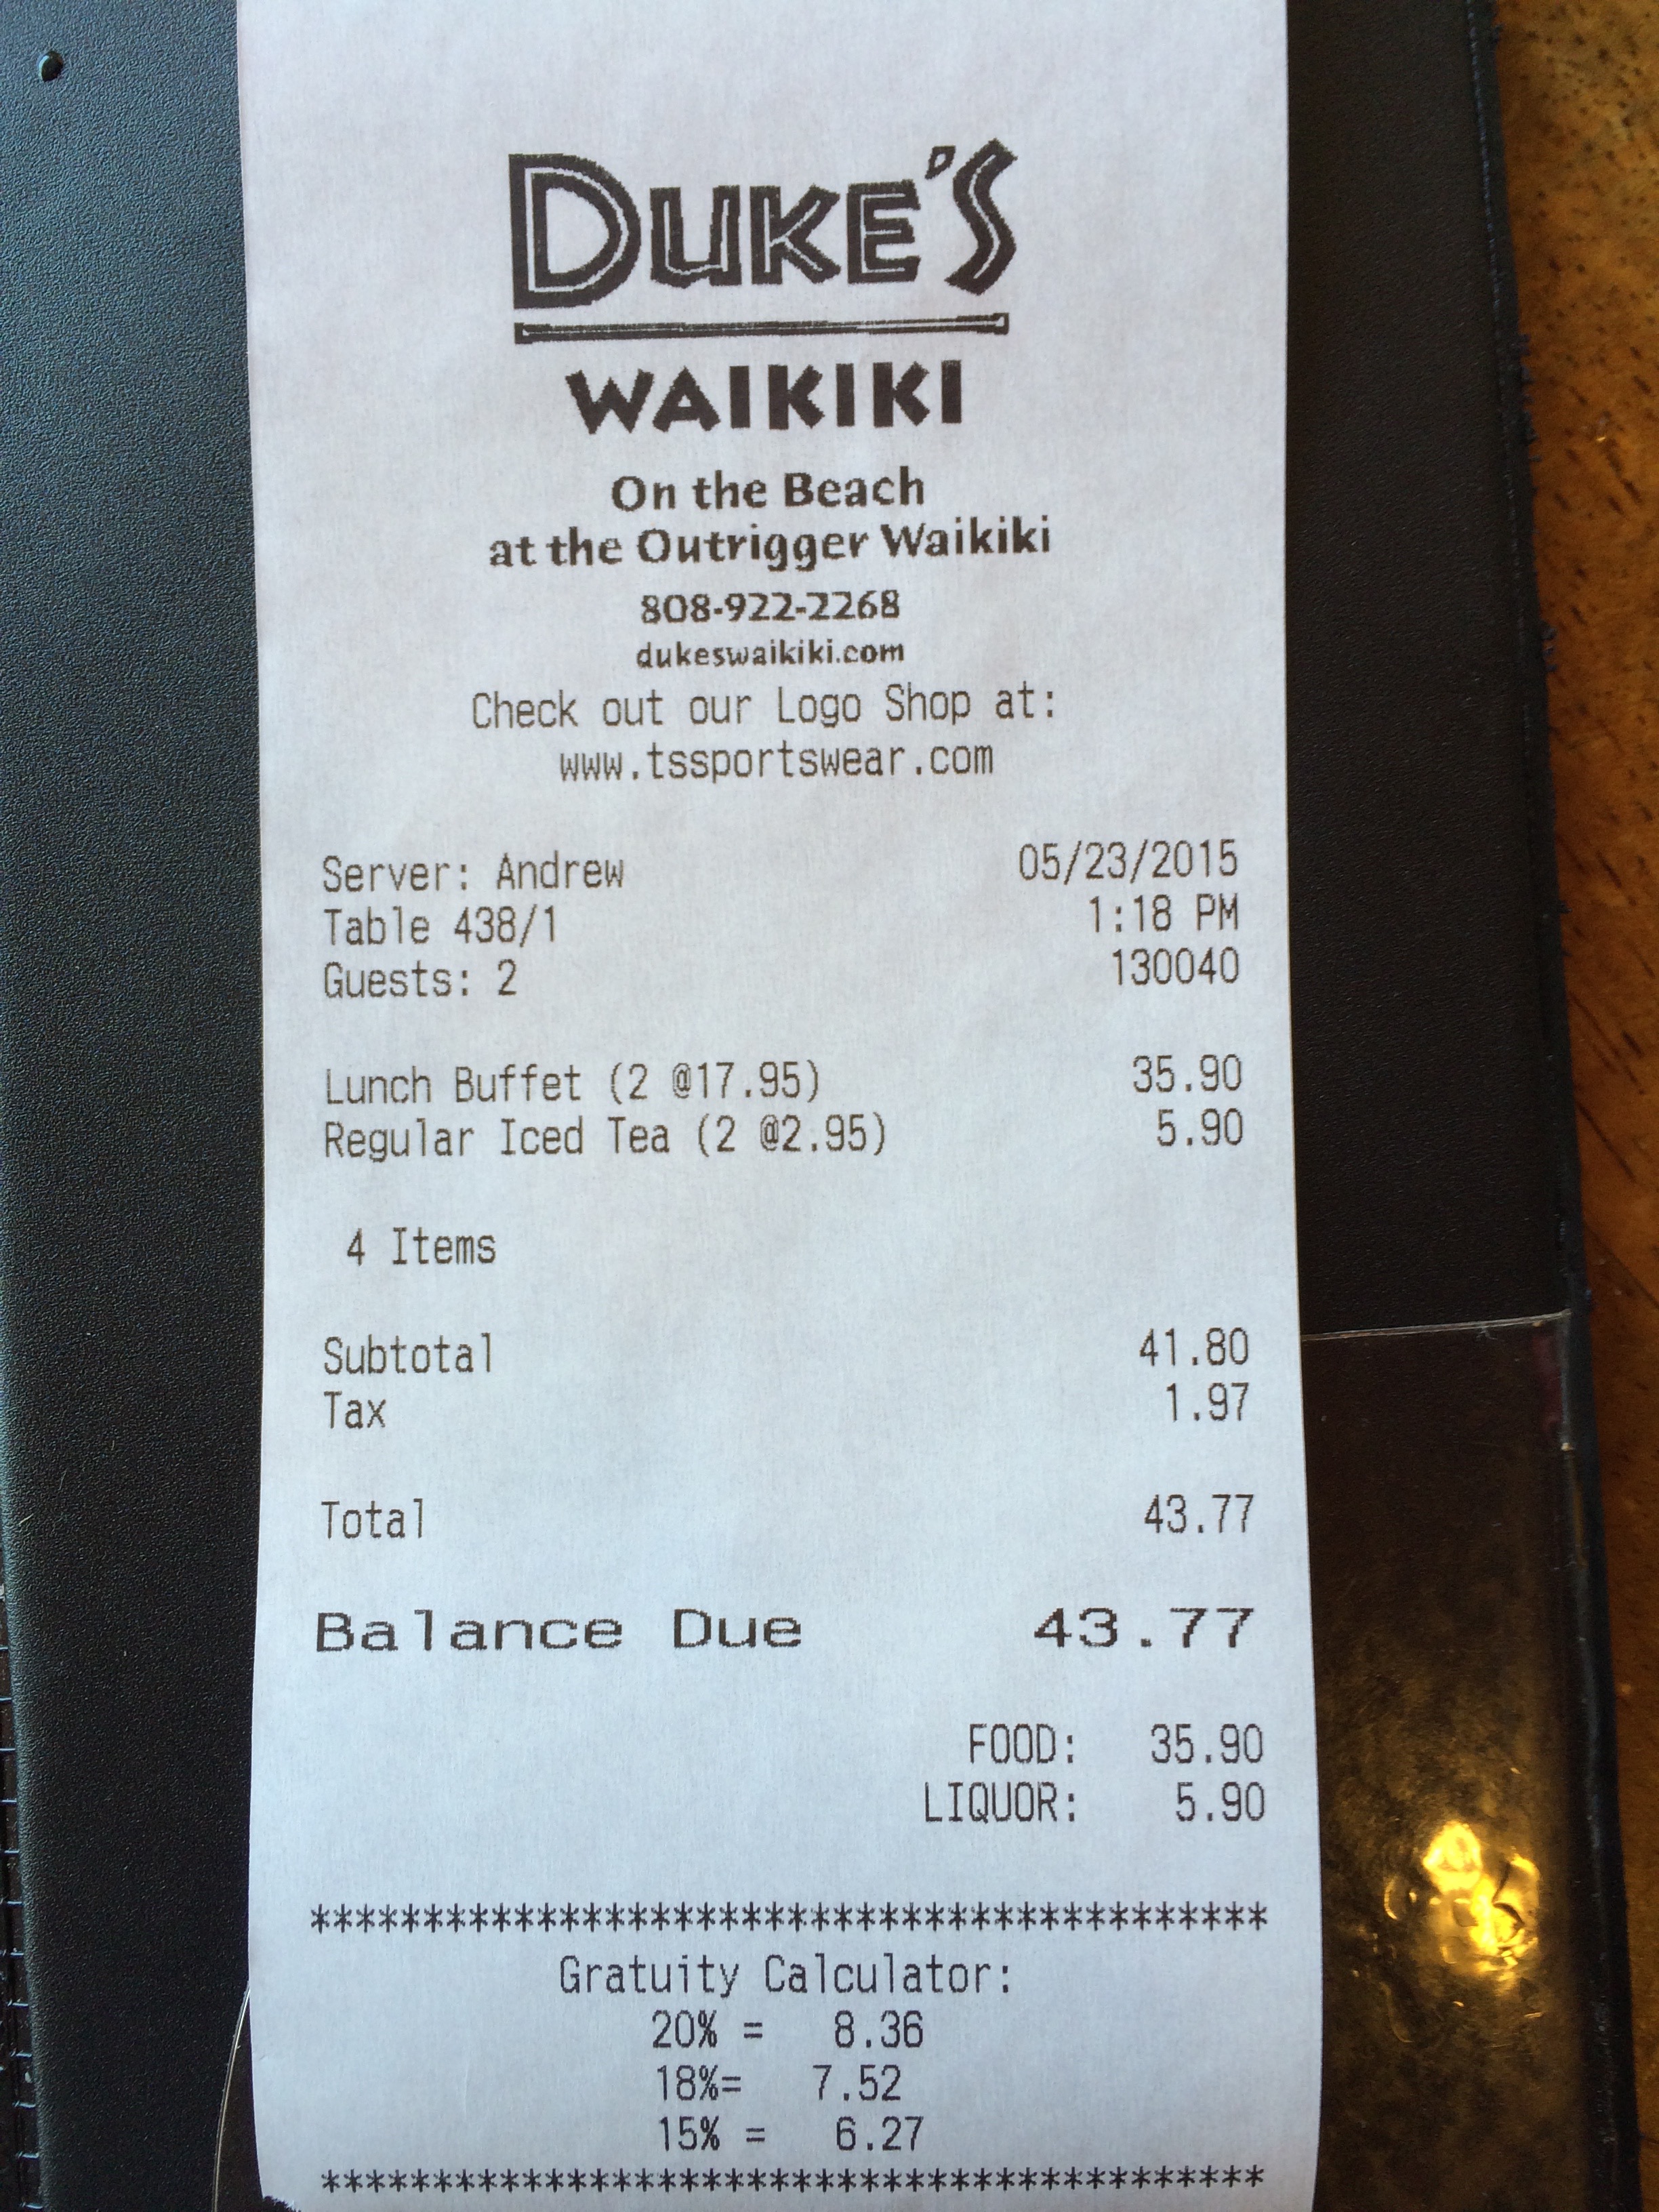 DUKE'S
WAIKIKI
On the Beach
at the Outrigger Waikiki
808-922-2268
dukeswaikiki.com
Check out our Logo Shop at:
www.tssportswear.com
Server: Andrew 05/23/2015
Table 438/1 1:18 PM
Guests: 2 130040
Lunch Buffet (2 @17.95) 35.90
Regular Iced Tea (2 @2.95) 5.90
4 Items
Subtotal 41.80
Tax 1.97
Total 43.77
Balance Due 43.77
FOOD: 35.90
LIQUOR: 5.90
******************************************
Gratuity Calculator:
20% = 8.36
18%= 7.52
15% = 6.27
******************************************